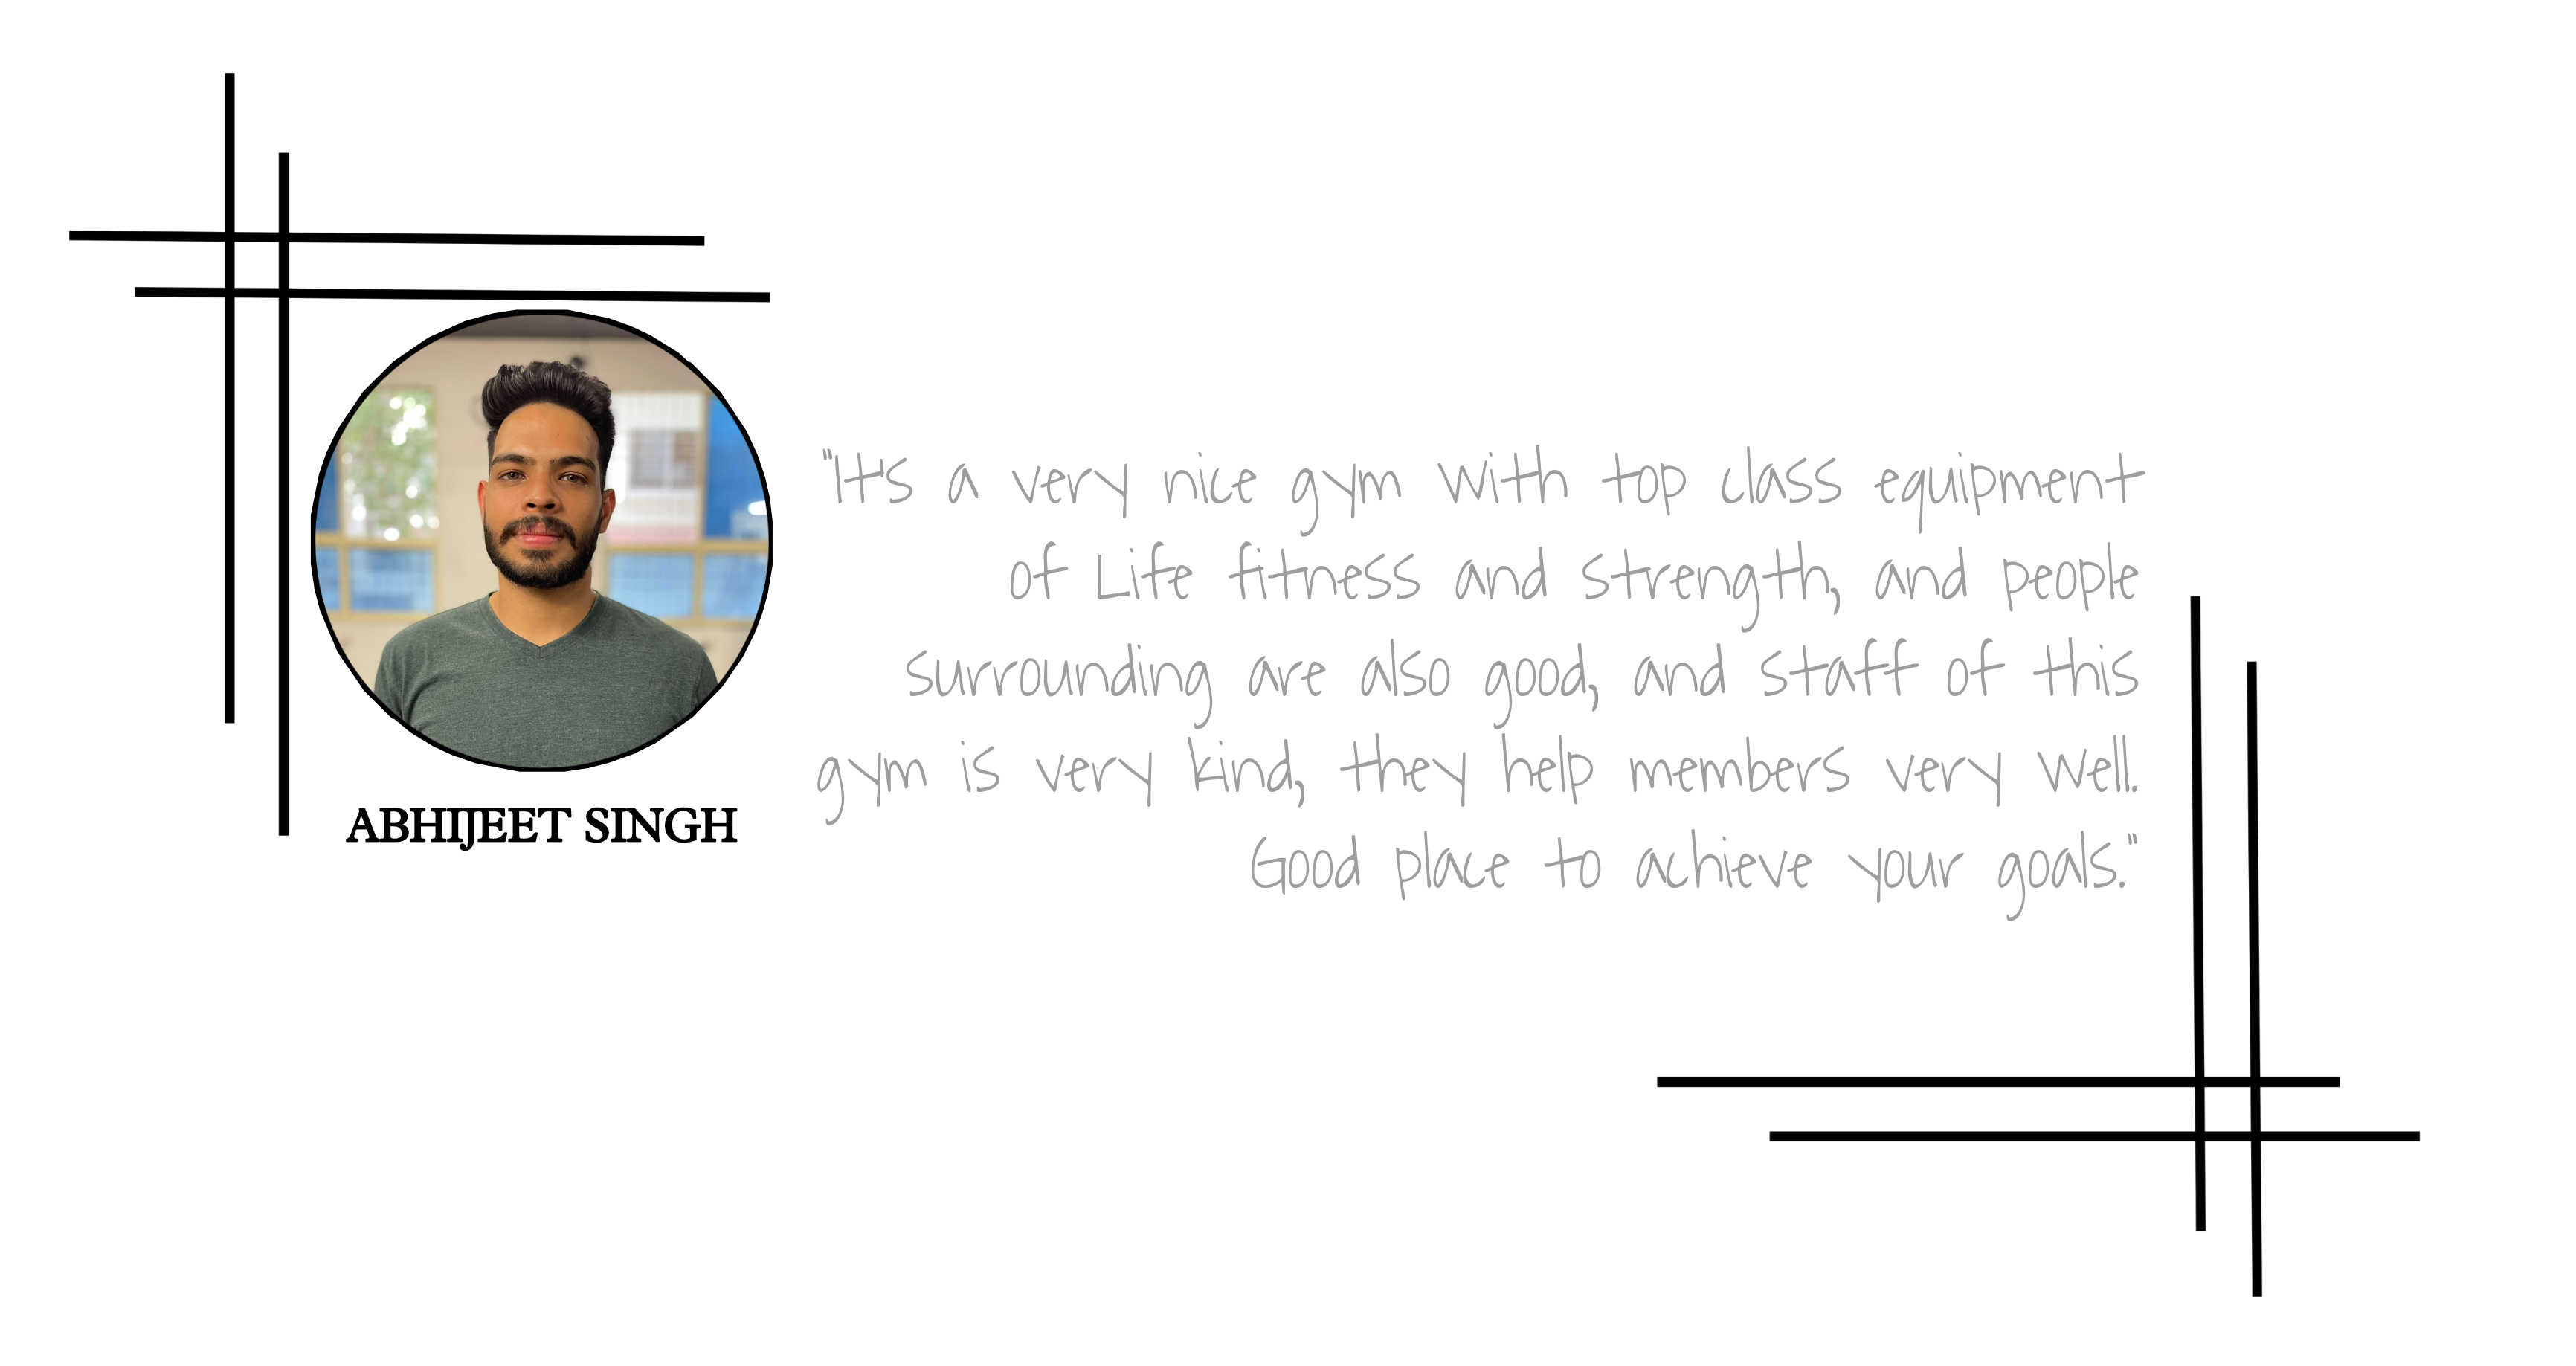 "It's a very nice gym with top class equipment
of Life fitness and strength, and people
surrounding are also good, and staff of this
gym is very kind, they help members very well.
Good place to achieve your goals."
ABHIJEET SINGH